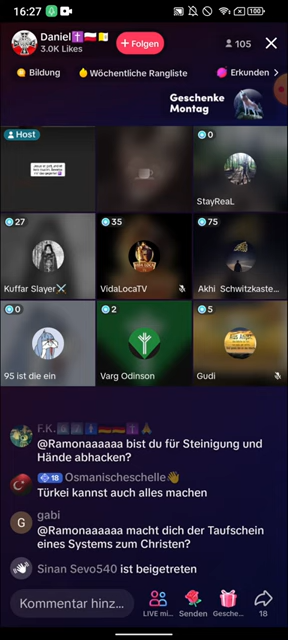 16:27
100
Daniel✝️🇵🇱
3.0K Likes
+ Folgen
105
Bildung
Wöchentliche Rangliste
Erkunden
Geschenke
Montag
Host
0
StayReaL
27
Kuffar Slayer⚔
35
VidaLocaTV
75
Akhi Schwitzkaste...
0
95 ist die ein
2
Varg Odinson
5
Gudi
F.K.
@Ramonaaaaaa bist du für Steinigung und
Hände abhacken?
18 Osmanischeschelle👋
Türkei kannst auch alles machen
G gabi
@Ramonaaaaaa macht dich der Taufschein
eines Systems zum Christen?
Sinan Sevo540 ist beigetreten
Kommentar hinz...
LIVE mi...
Senden
Gesche...
18